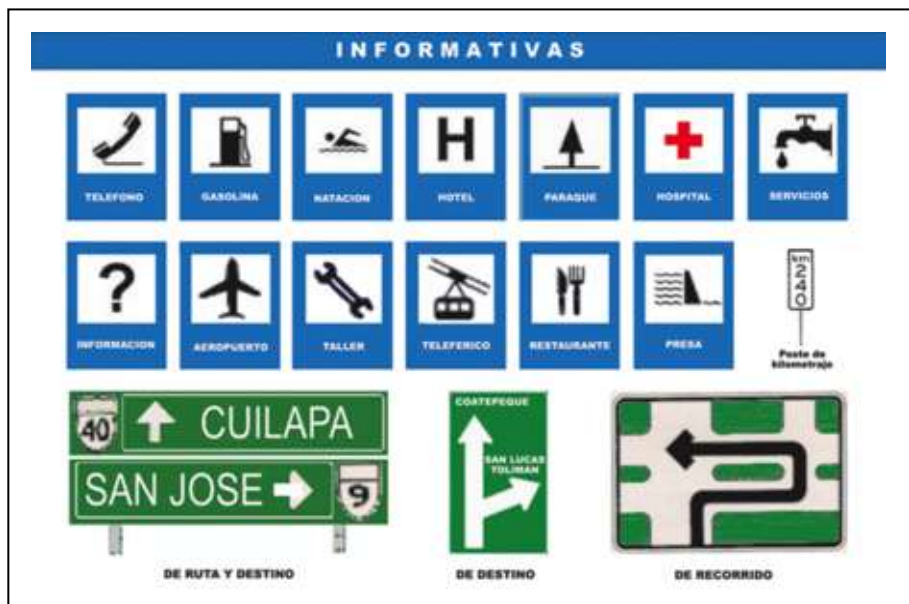 INFORMATIVAS
TELEFONO
GASOLINA
NATACION
HOTEL
PARAQUE
HOSPITAL
SERVICIOS
INFORMACION
AEROPUERTO
TALLER
TELEFERICO
RESTAURANTE
PRESA
km
240
Poste de
kilometraje
40
CUILAPA
SAN JOSE
9
DE RUTA Y DESTINO
COATEPEQUE
SAN LUCAS
TOLIMAN
DE DESTINO
DE RECORRIDO